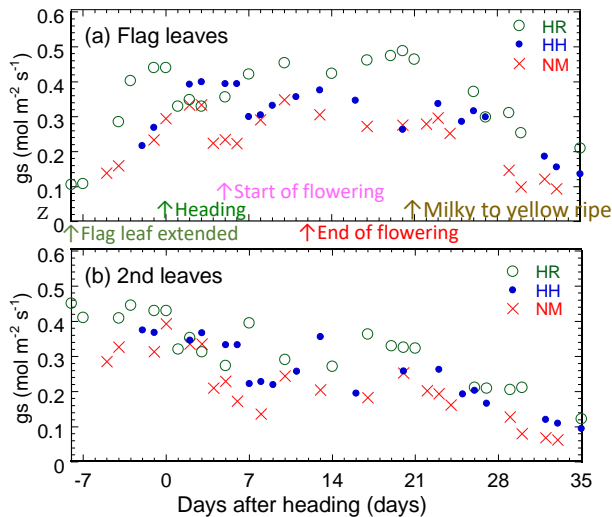 0.6
(a) Flag leaves
HR
HH
NM
0.5
0.4
0.3
0.2
0.1
z
gs (mol m⁻² s⁻¹)
↑Start of flowering
↑Heading
↑Milky to yellow ripe
↑Flag leaf extended
↑End of flowering
0.6
(b) 2nd leaves
HR
HH
NM
0.5
0.4
0.3
0.2
0.1
0
gs (mol m⁻² s⁻¹)
-7 0 7 14 21 28 35
Days after heading (days)